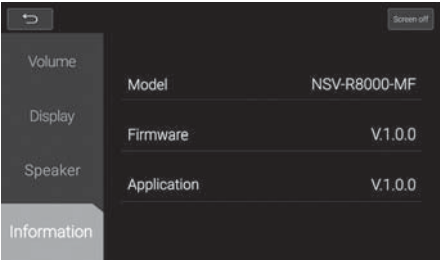 Screen off
Volume
Display
Speaker
Information
Model NSV-R8000-MF
Firmware V.1.0.0
Application V.1.0.0